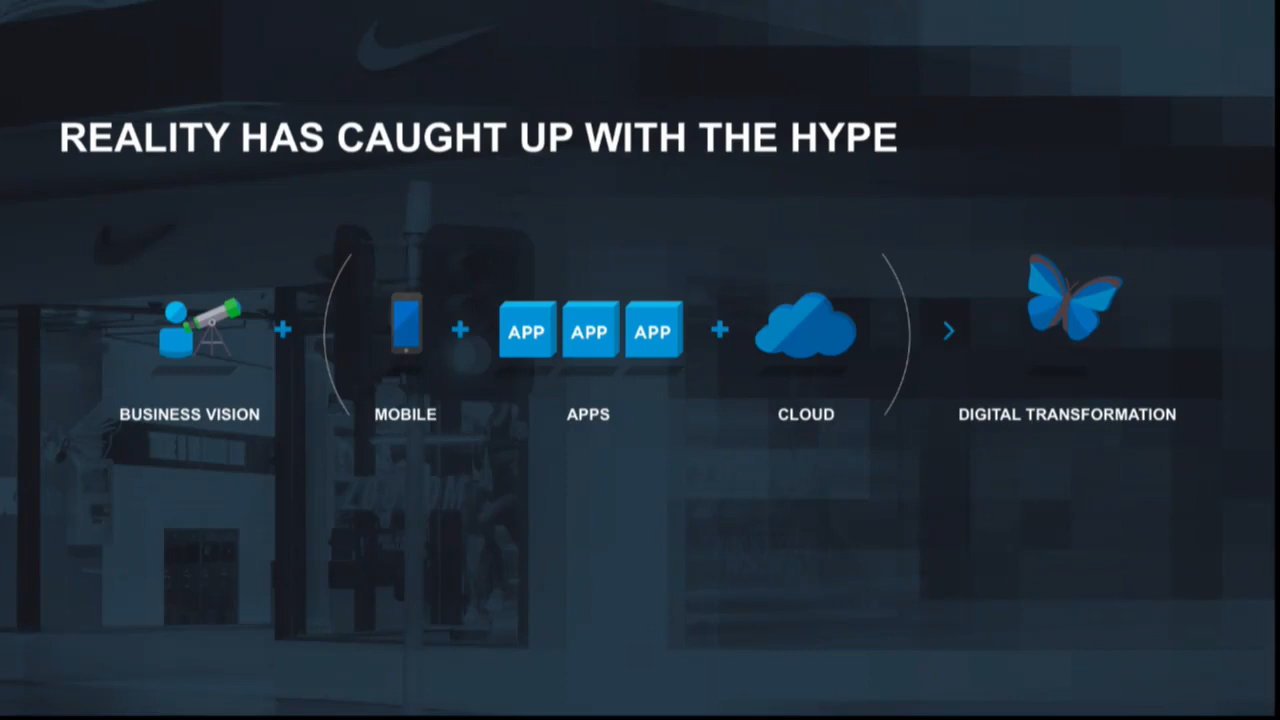 REALITY HAS CAUGHT UP WITH THE HYPE
APP APP APP
BUSINESS VISION
MOBILE
APPS
CLOUD
DIGITAL TRANSFORMATION